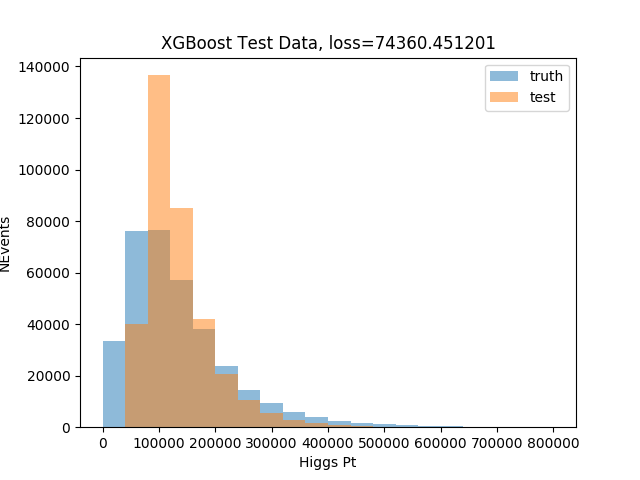 XGBoost Test Data, loss=74360.451201
truth
test
140000
120000
100000
80000
60000
40000
20000
0
NEvents
0 100000 200000 300000 400000 500000 600000 700000 800000
Higgs Pt